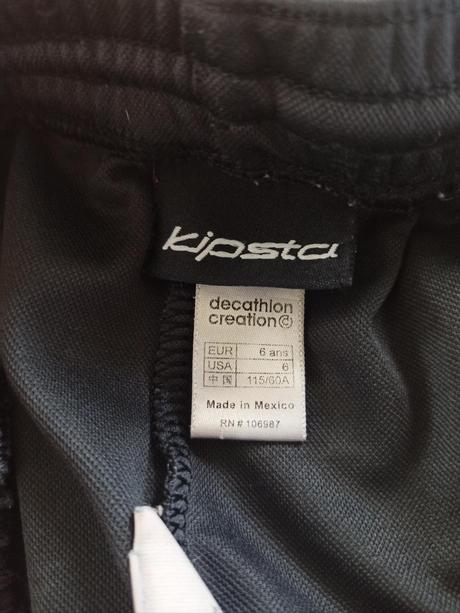 kipsta
decathlon
creation©
EUR 6 ans
USA 6
中国 115/60A
Made in Mexico
RN # 106987